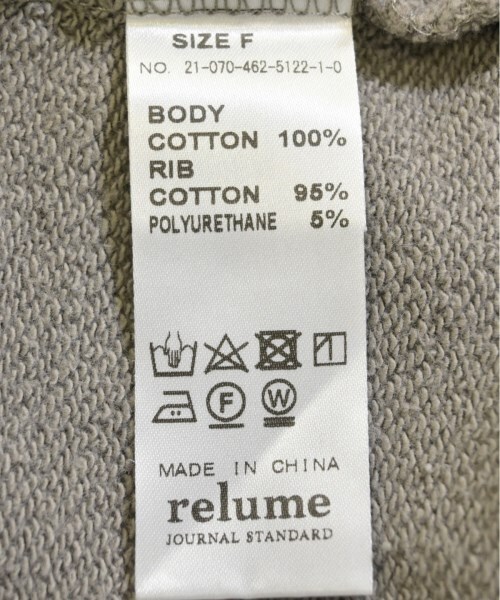 SIZE F
NO. 21-070-462-5122-1-0
BODY
COTTON 100%
RIB
COTTON 95%
POLYURETHANE 5%
F W
MADE IN CHINA
relume
JOURNAL STANDARD